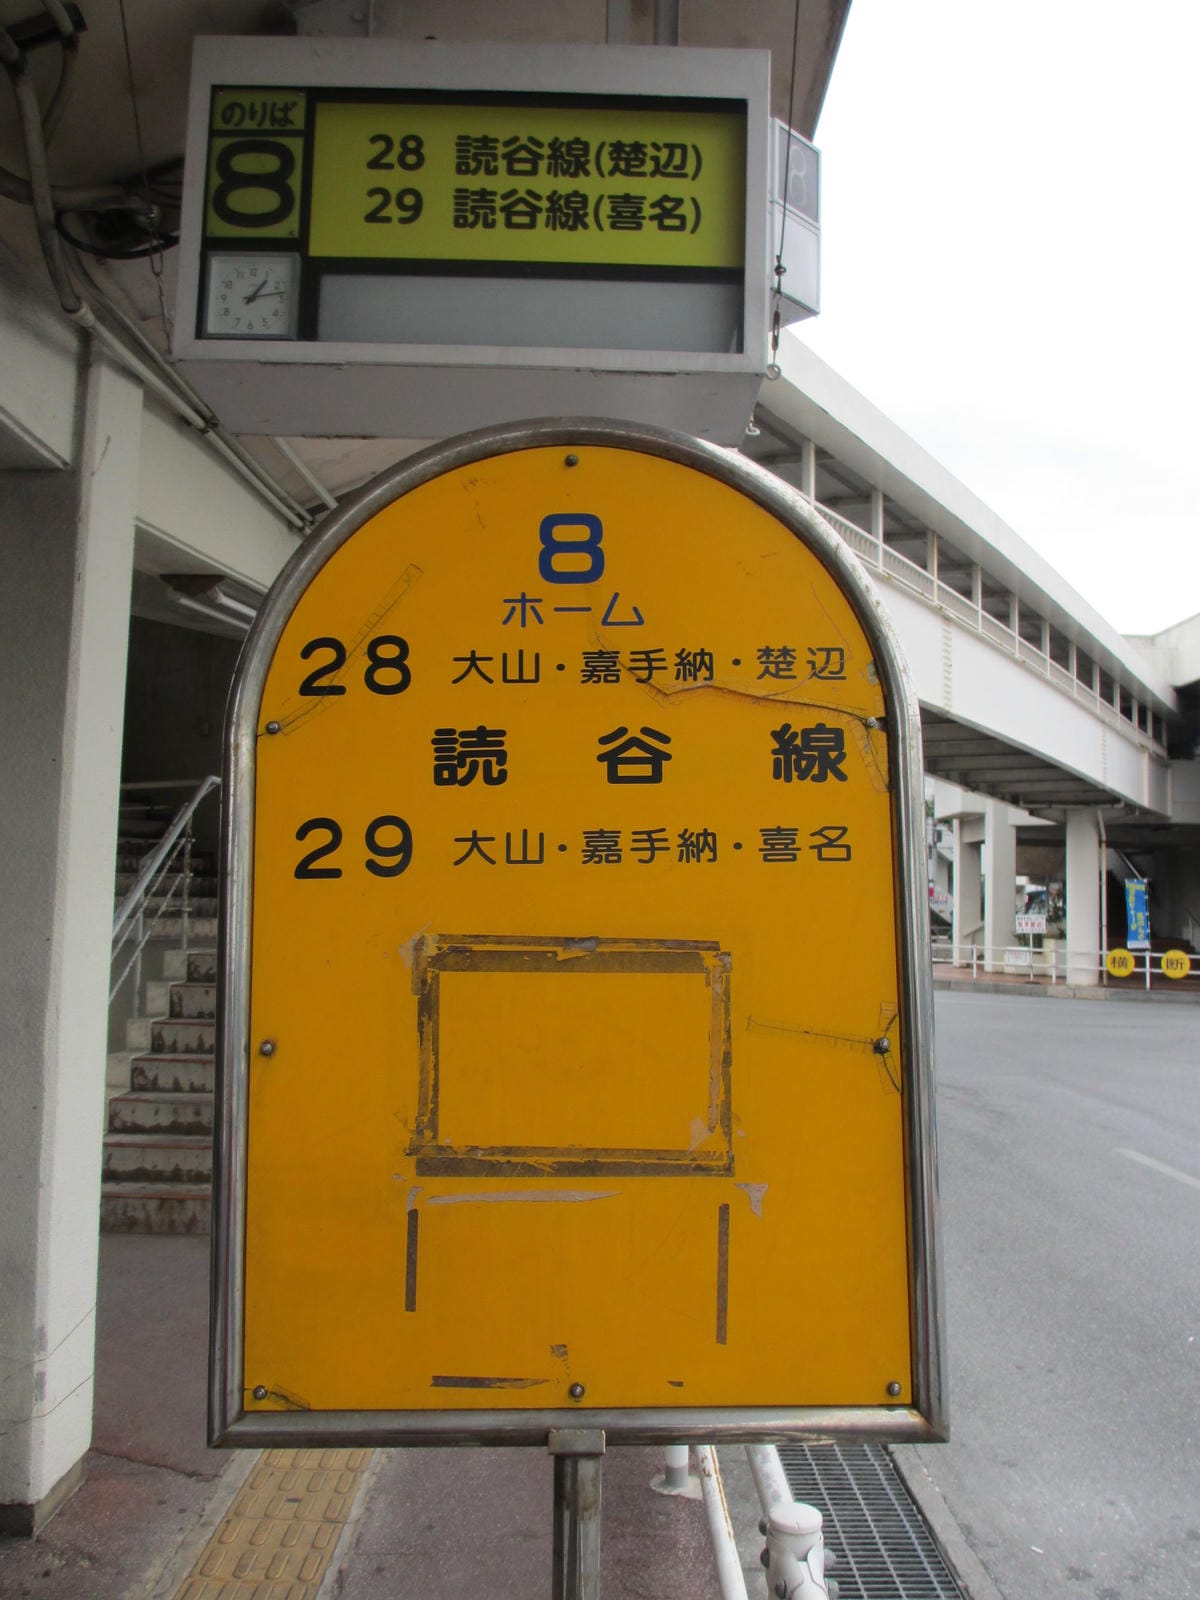 のりば
8
28 読谷線(楚辺)
29 読谷線(喜名)
8
ホーム
28 大山・嘉手納・楚辺
読谷線
29 大山・嘉手納・喜名
横断